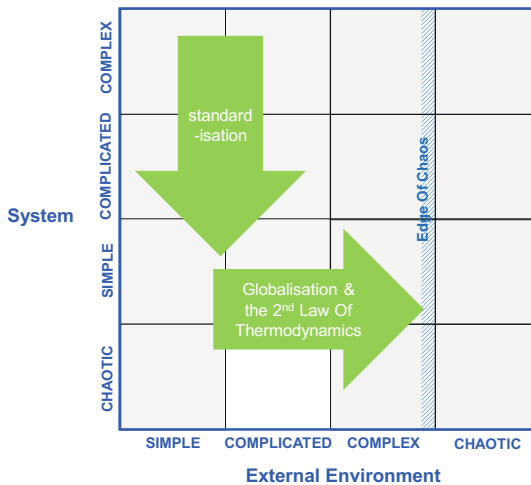 COMPLEX
standard
-isation
COMPLICATED
Edge Of Chaos
System
SIMPLE
Globalisation &
the 2nd Law Of
Thermodynamics
CHAOTIC
SIMPLE COMPLICATED COMPLEX CHAOTIC
External Environment